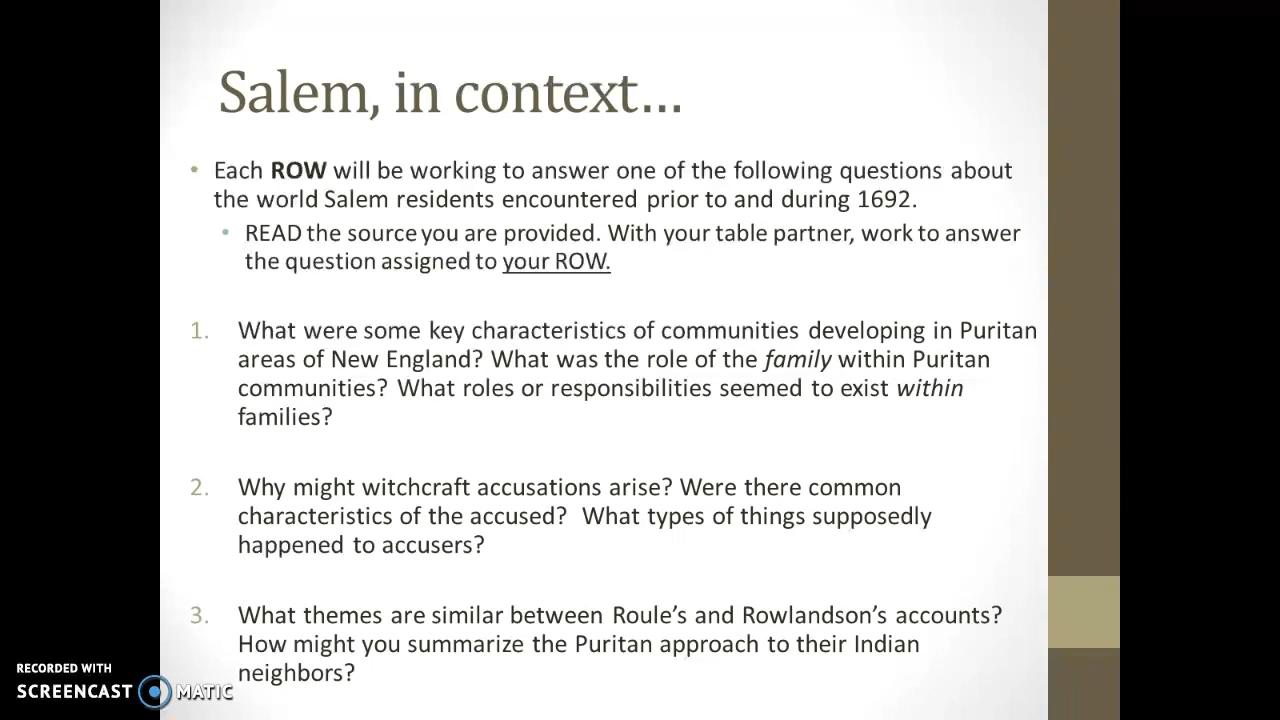 Salem, in context…
• Each ROW will be working to answer one of the following questions about
the world Salem residents encountered prior to and during 1692.
• READ the source you are provided. With your table partner, work to answer
the question assigned to your ROW.
1. What were some key characteristics of communities developing in Puritan
areas of New England? What was the role of the family within Puritan
communities? What roles or responsibilities seemed to exist within
families?
2. Why might witchcraft accusations arise? Were there common
characteristics of the accused?  What types of things supposedly
happened to accusers?
3. What themes are similar between Roule’s and Rowlandson’s accounts?
How might you summarize the Puritan approach to their Indian
neighbors?
RECORDED WITH
SCREENCAST MATIC